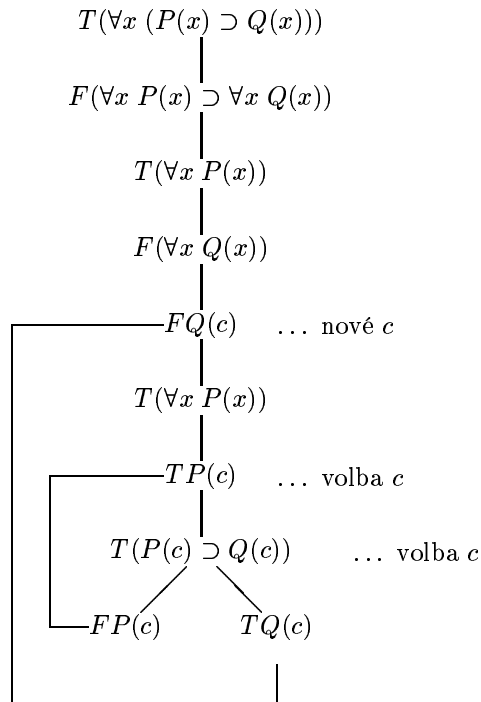 T(∀x (P(x) ⊃ Q(x)))
F(∀x P(x) ⊃ ∀x Q(x))
T(∀x P(x))
F(∀x Q(x))
FQ(c) ... nové c
T(∀x P(x))
TP(c) ... volba c
T(P(c) ⊃ Q(c)) ... volba c
FP(c) TQ(c)